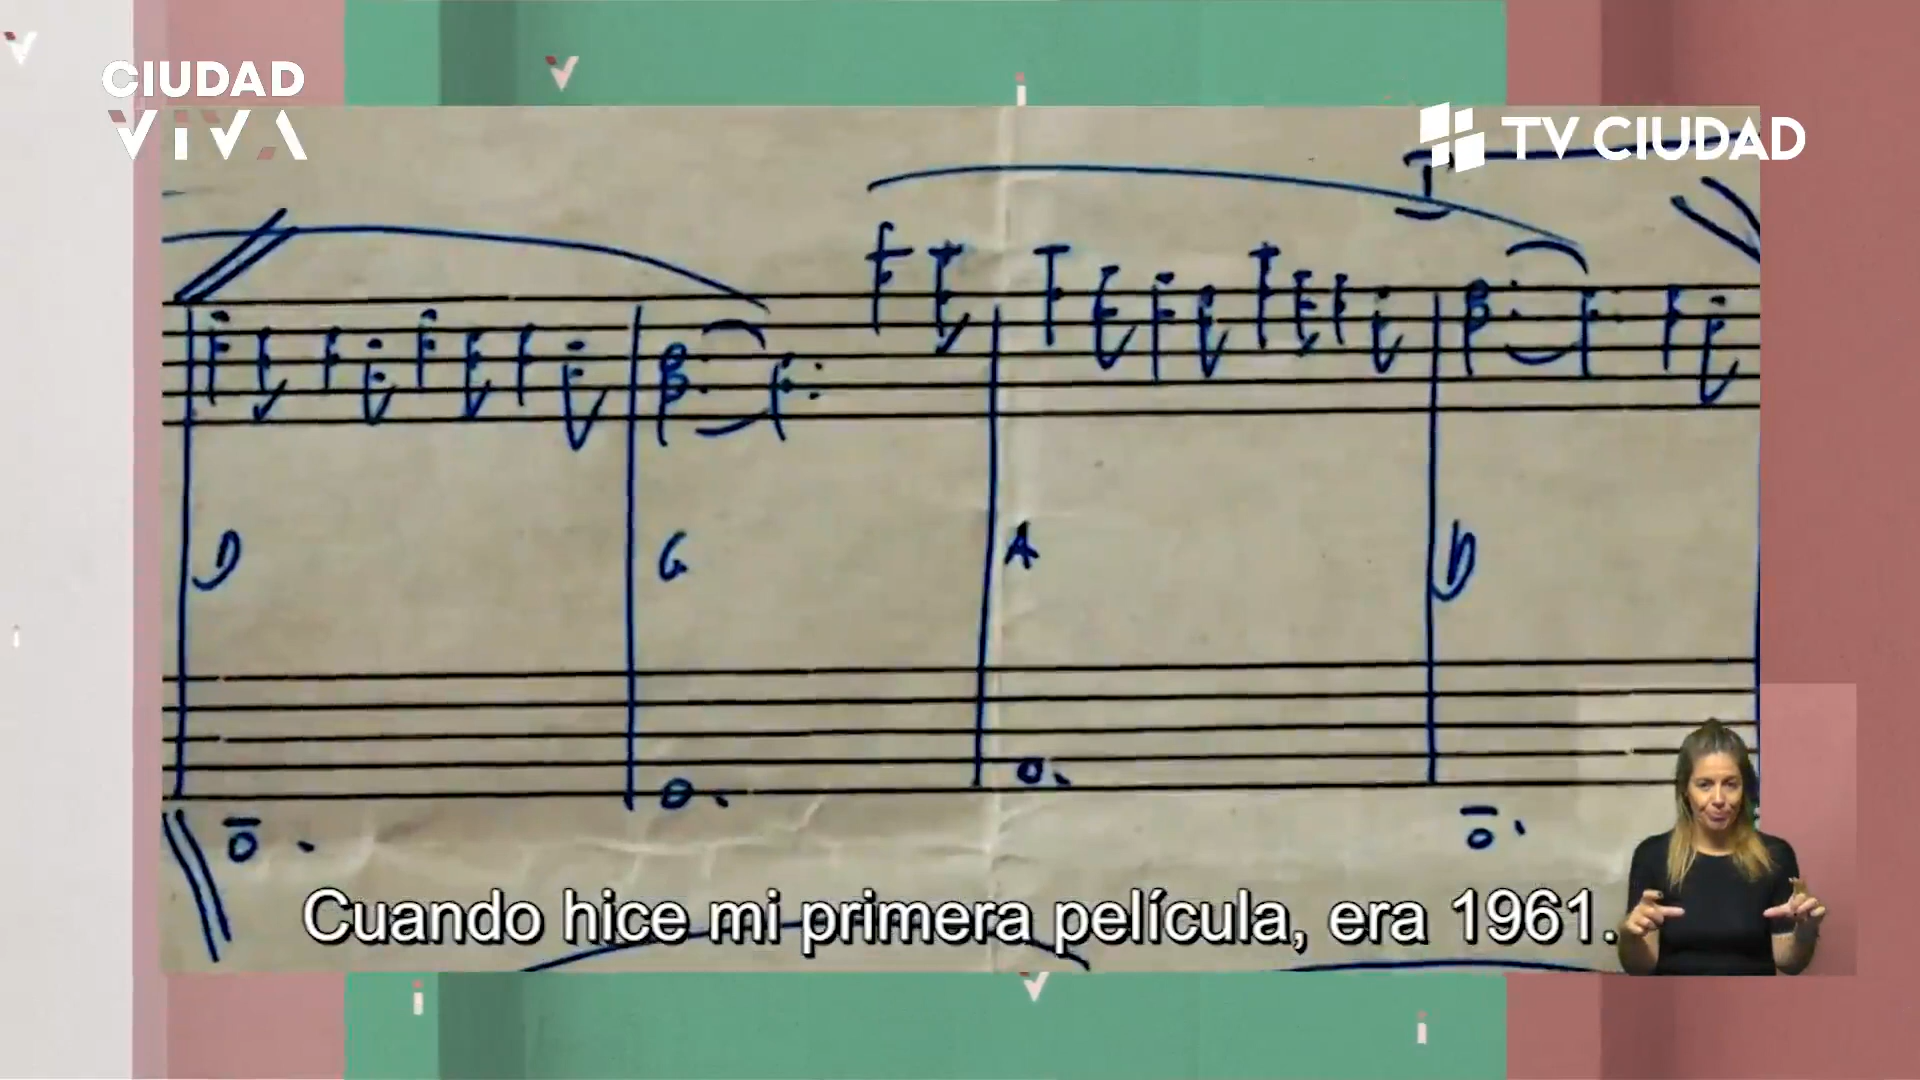 CIUDAD
ViVA
TV CIUDAD
D
G
A
D
Cuando hice mi primera película, era 1961.